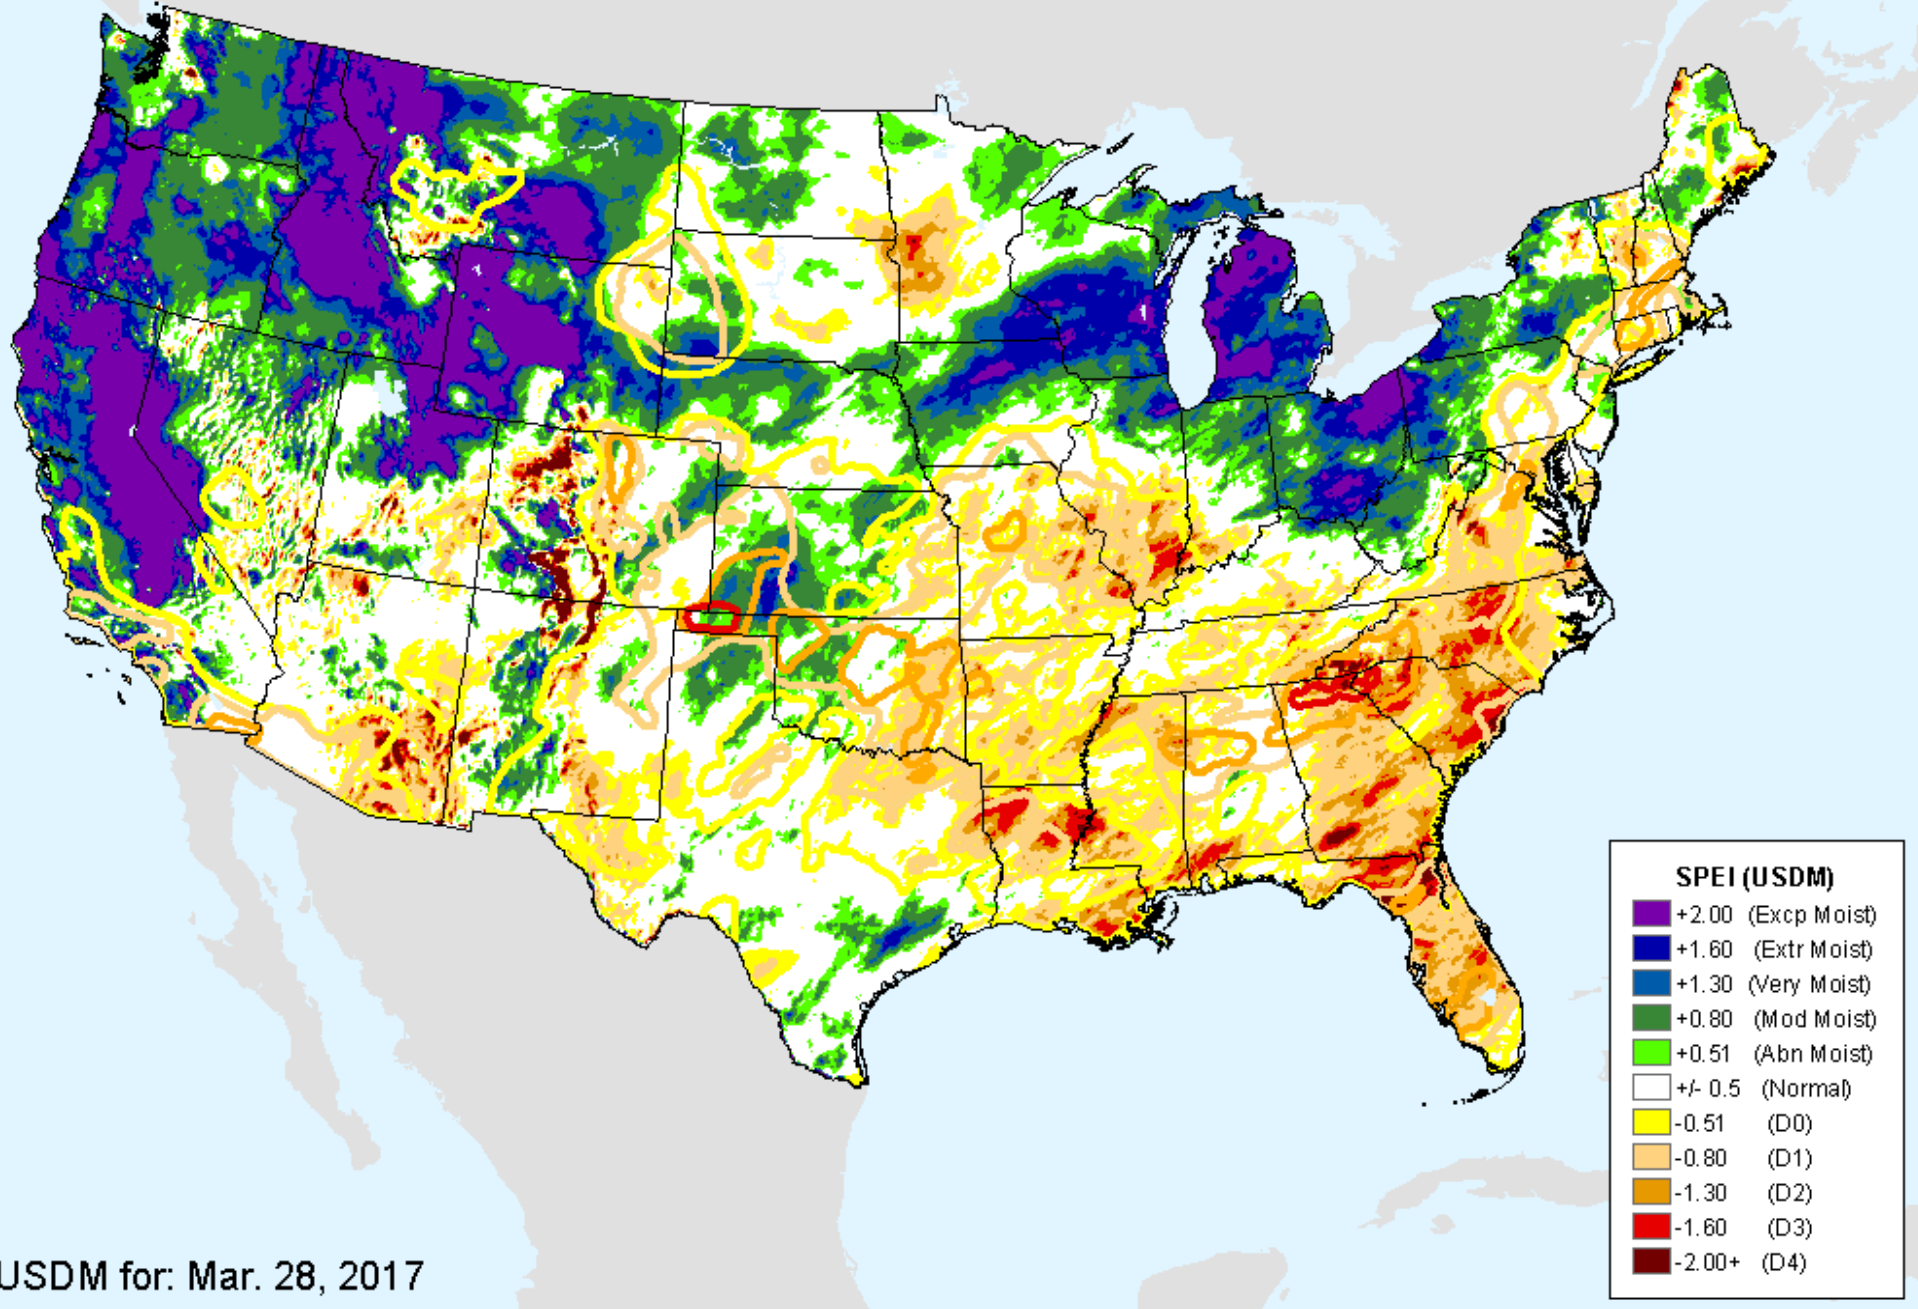 SPEI (USDM)
+2.00 (Excp Moist)
+1.60 (Extr Moist)
+1.30 (Very Moist)
+0.80 (Mod Moist)
+0.51 (Abn Moist)
+/- 0.5 (Normal)
-0.51 (D0)
-0.80 (D1)
-1.30 (D2)
-1.60 (D3)
-2.00+ (D4)
USDM for: Mar. 28, 2017